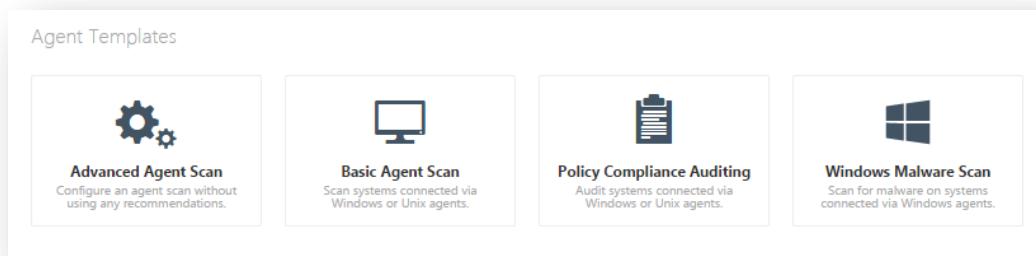 Agent Templates
Advanced Agent Scan
Configure an agent scan without
using any recommendations.
Basic Agent Scan
Scan systems connected via
Windows or Unix agents.
Policy Compliance Auditing
Audit systems connected via
Windows or Unix agents.
Windows Malware Scan
Scan for malware on systems
connected via Windows agents.